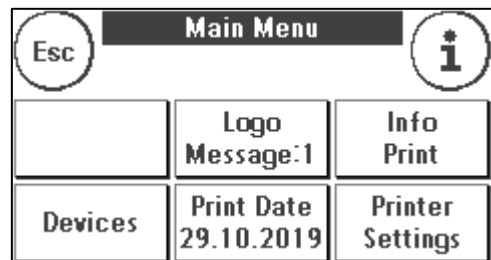 Esc
Main Menu
i
Logo
Message:1
Info
Print
Devices
Print Date
29.10.2019
Printer
Settings